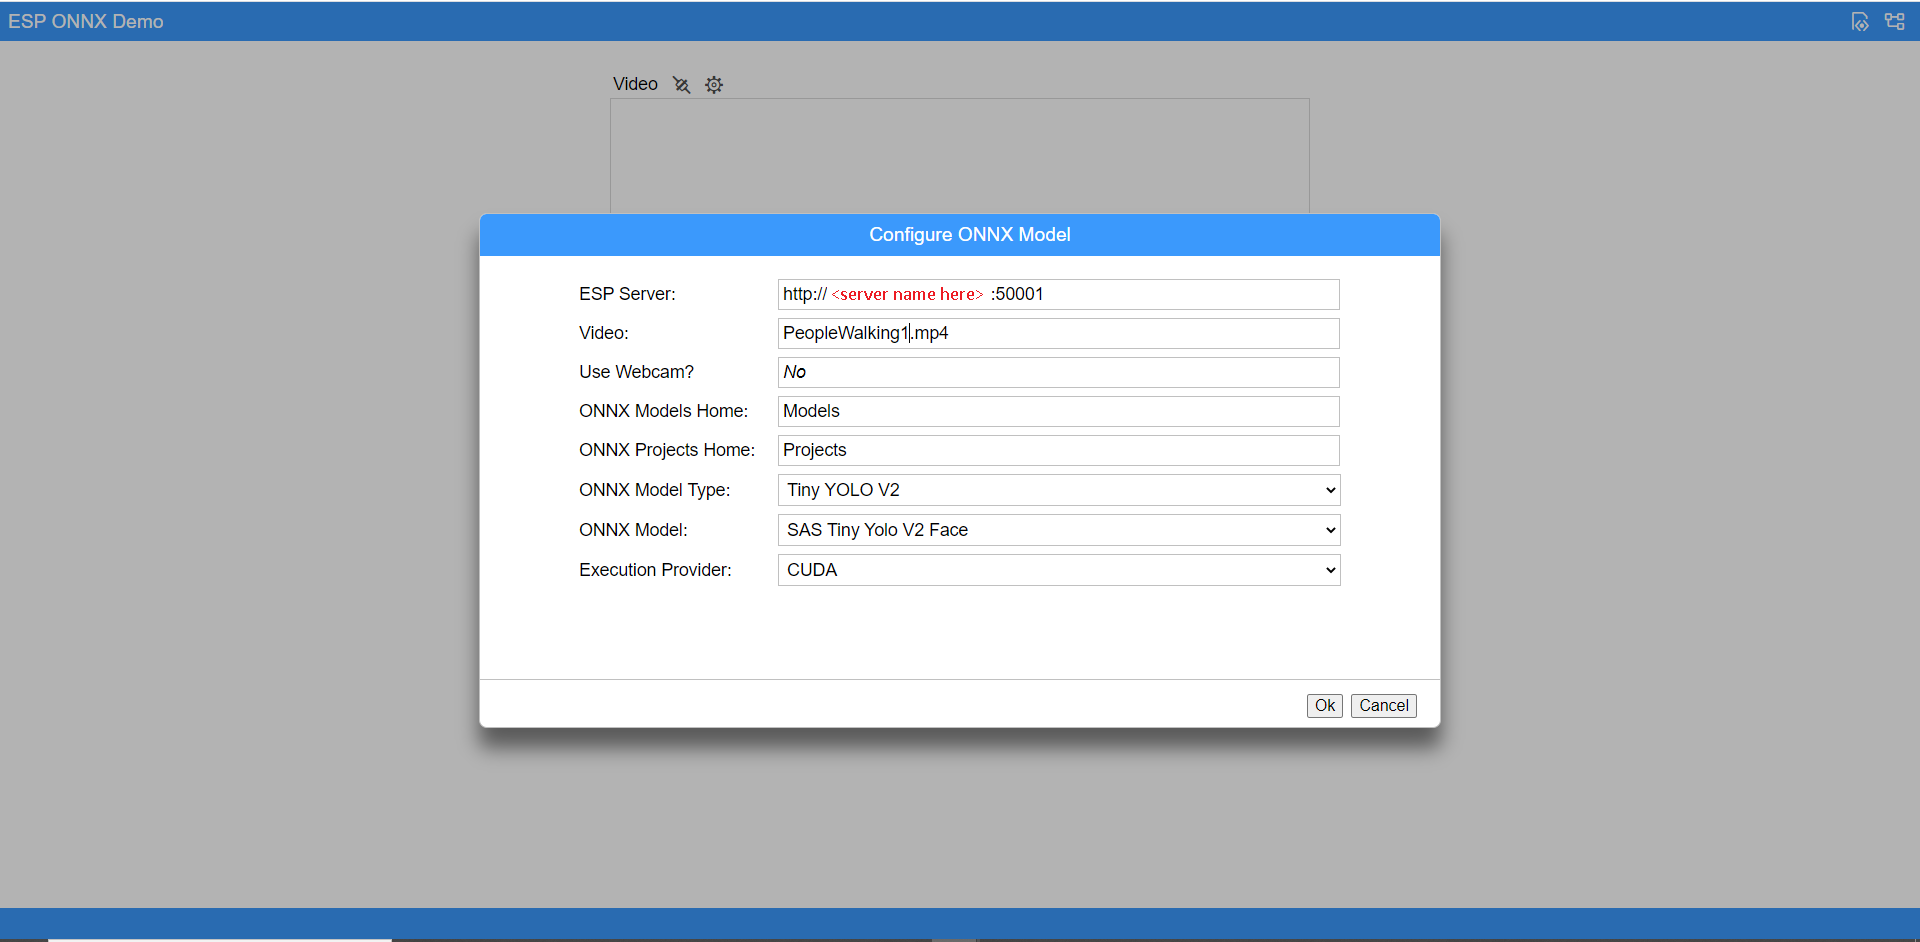 ESP ONNX Demo
Video
Configure ONNX Model
ESP Server: http:// <server name here> :50001
Video: PeopleWalking1.mp4
Use Webcam? No
ONNX Models Home: Models
ONNX Projects Home: Projects
ONNX Model Type: Tiny YOLO V2
ONNX Model: SAS Tiny Yolo V2 Face
Execution Provider: CUDA
Ok Cancel